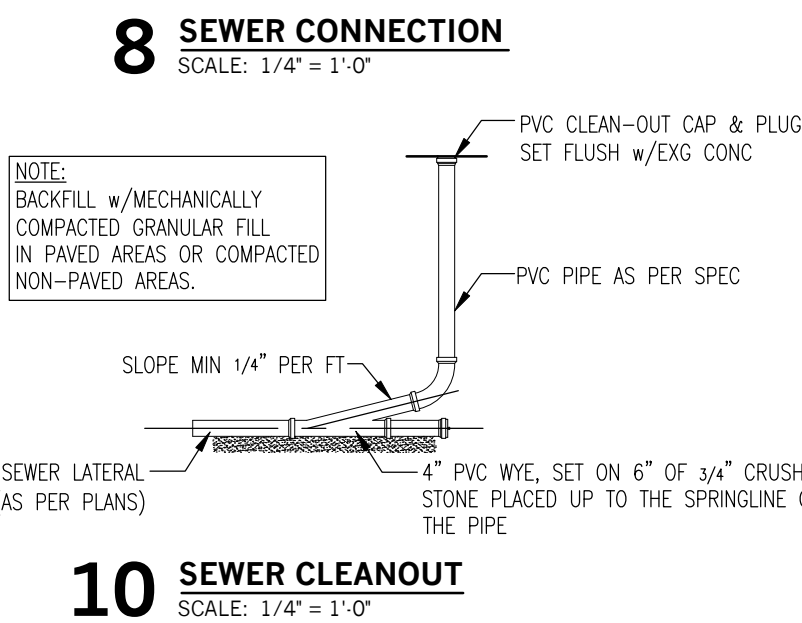 8 SEWER CONNECTION
SCALE: 1/4" = 1'-0"
PVC CLEAN-OUT CAP & PLUG
SET FLUSH w/EXG CONC
NOTE:
BACKFILL w/MECHANICALLY
COMPACTED GRANULAR FILL
IN PAVED AREAS OR COMPACTED
NON-PAVED AREAS.
PVC PIPE AS PER SPEC
SLOPE MIN 1/4" PER FT
SEWER LATERAL
AS PER PLANS)
4" PVC WYE, SET ON 6" OF 3/4" CRUSH
STONE PLACED UP TO THE SPRINGLINE
THE PIPE
10 SEWER CLEANOUT
SCALE: 1/4" = 1'-0"